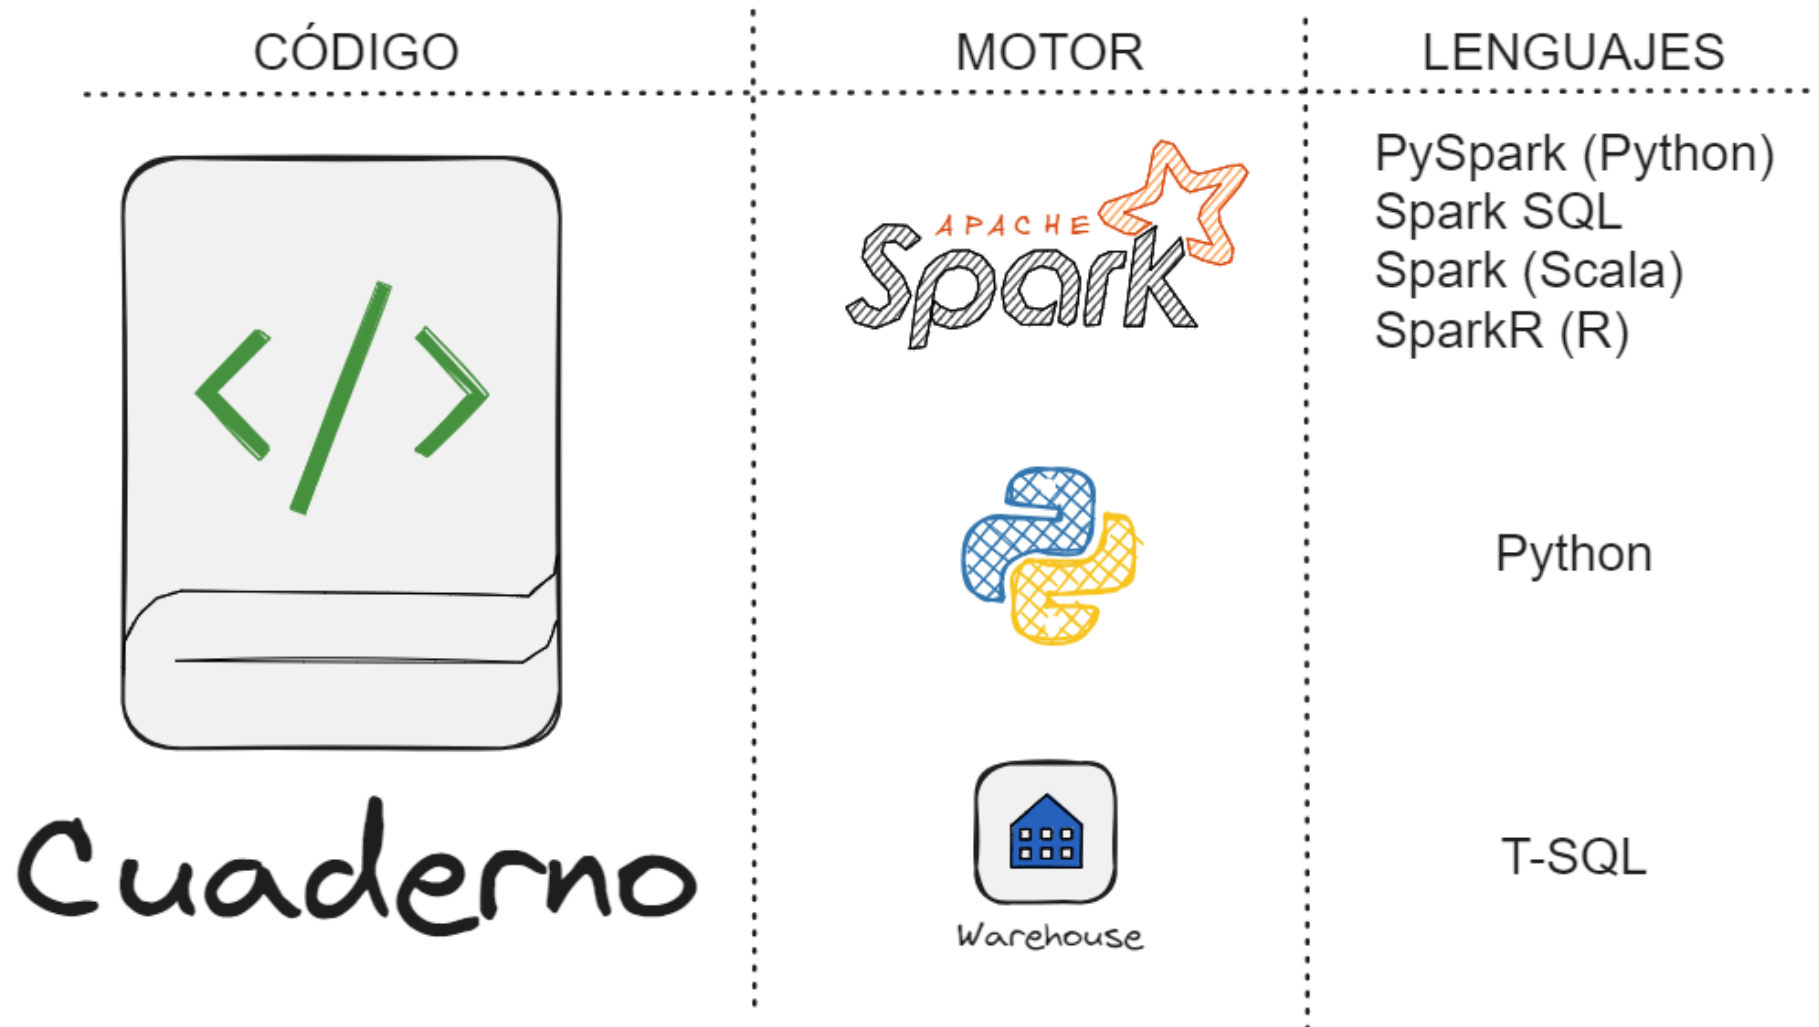 CÓDIGO
MOTOR
LENGUAJES
APACHE
Spark
PySpark (Python)
Spark SQL
Spark (Scala)
SparkR (R)
Python
Cuaderno
Warehouse
T-SQL